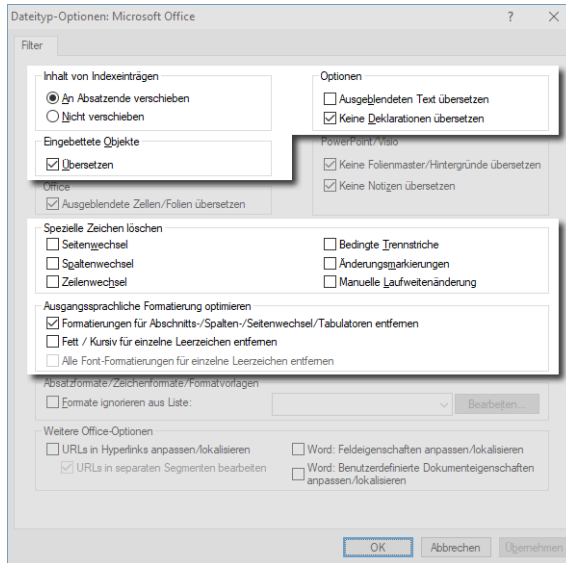 Dateityp-Optionen: Microsoft Office
Filter
Inhalt von Indexeinträgen
An Absatzende verschieben
Nicht verschieben
Optionen
Ausgeblendeten Text übersetzen
Keine Deklarationen übersetzen
Eingebettete Objekte
Übersetzen
PowerPoint/Visio
Keine Folienmaster/Hintergründe übersetzen
Keine Notizen übersetzen
Office
Ausgeblendete Zellen/Folien übersetzen
Spezielle Zeichen löschen
Seitenwechsel
Spaltenwechsel
Zeilenwechsel
Bedingte Trennstriche
Änderungsmarkierungen
Manuelle Laufweitenänderung
Ausgangssprachliche Formatierung optimieren
Formatierungen für Abschnitts-/Spalten-/Seitenwechsel/Tabulatoren entfernen
Fett / Kursiv für einzelne Leerzeichen entfernen
Alle Font-Formatierungen für einzelne Leerzeichen entfernen
Absatzformate/Zeichenformate/Formatvorlagen
Formate ignorieren aus Liste:
Bearbeiten...
Weitere Office-Optionen
URLs in Hyperlinks anpassen/lokalisieren
URLs in separaten Segmenten bearbeiten
Word: Feldeigenschaften anpassen/lokalisieren
Word: Benutzerdefinierte Dokumenteigenschaften
anpassen/lokalisieren
OK
Abbrechen
Übernehmen